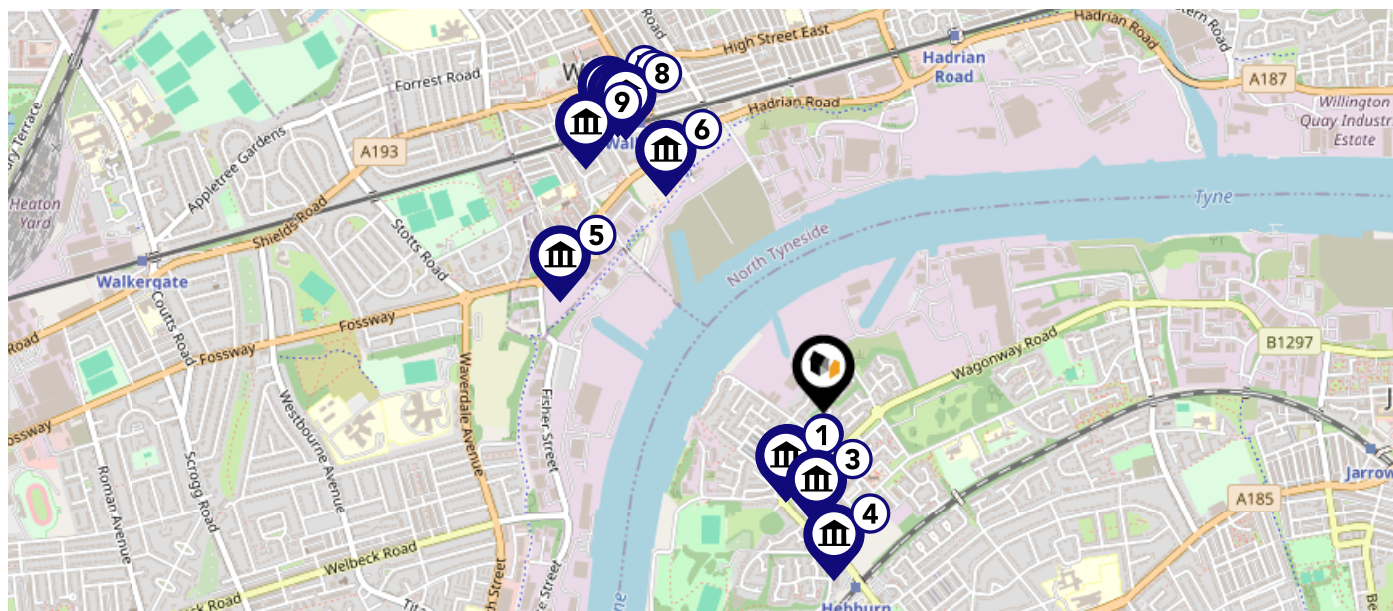 Road
High Street East
Hadrian Road
Hadrian
Road
A187
Forrest Road
8
9
Hadrian Road
Willington
Quay Industri
Estate
6
A193
Appletree Gardens
Heaton
Yard
Tyne
Shields Road
Stotts Road
5
North Tyneside
Walkergate
Coutts Road
Fossway
Road
Fossway
B1297
Wagonway Road
Waverdale Avenue
Westbourne Avenue
Fisher Street
1
3
Jarrow
Scrogg Road
Roman Avenue
A185
4
Welbeck Road
Hebburn